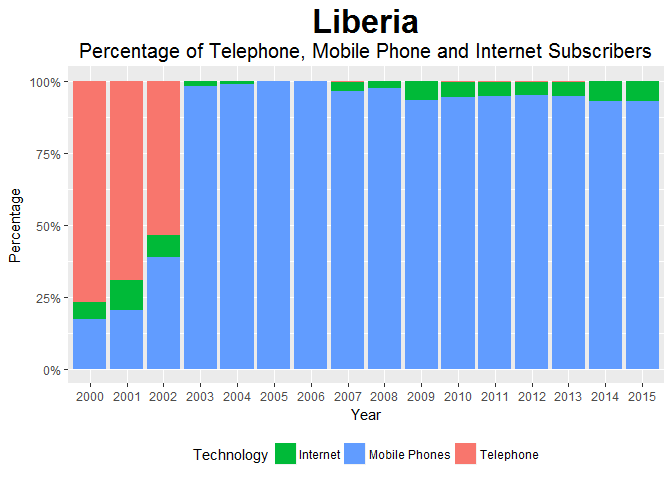 Liberia
Percentage of Telephone, Mobile Phone and Internet Subscribers
100%
75%
50%
25%
0%
Percentage
2000 2001 2002 2003 2004 2005 2006 2007 2008 2009 2010 2011 2012 2013 2014 2015
Year
Technology Internet Mobile Phones Telephone